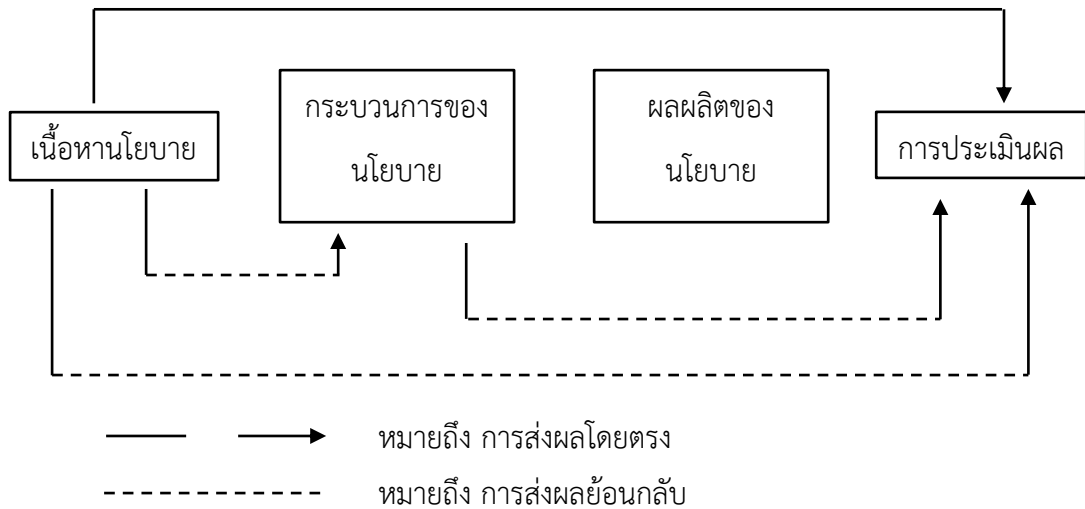 เนื้อหานโยบาย
กระบวนการของ
นโยบาย
ผลผลิตของ
นโยบาย
การประเมินผล
หมายถึง การส่งผลโดยตรง
หมายถึง การส่งผลย้อนกลับ